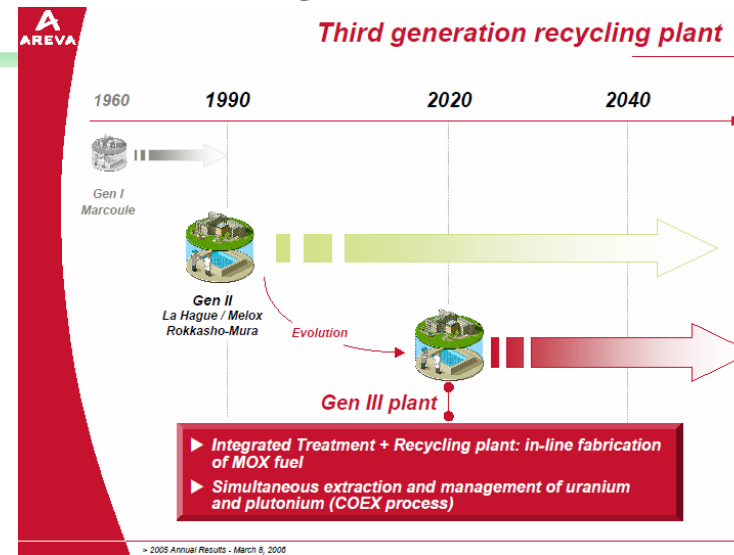 AREVA
Third generation recycling plant
1960
1990
2020
2040
Gen I
Marcoule
Gen II
La Hague / Melox
Rokkasho-Mura
Evolution
Gen III plant
▶ Integrated Treatment + Recycling plant: in-line fabrication
of MOX fuel
▶ Simultaneous extraction and management of uranium
and plutonium (COEX process)
> 2005 Annual Results - March 8, 2006